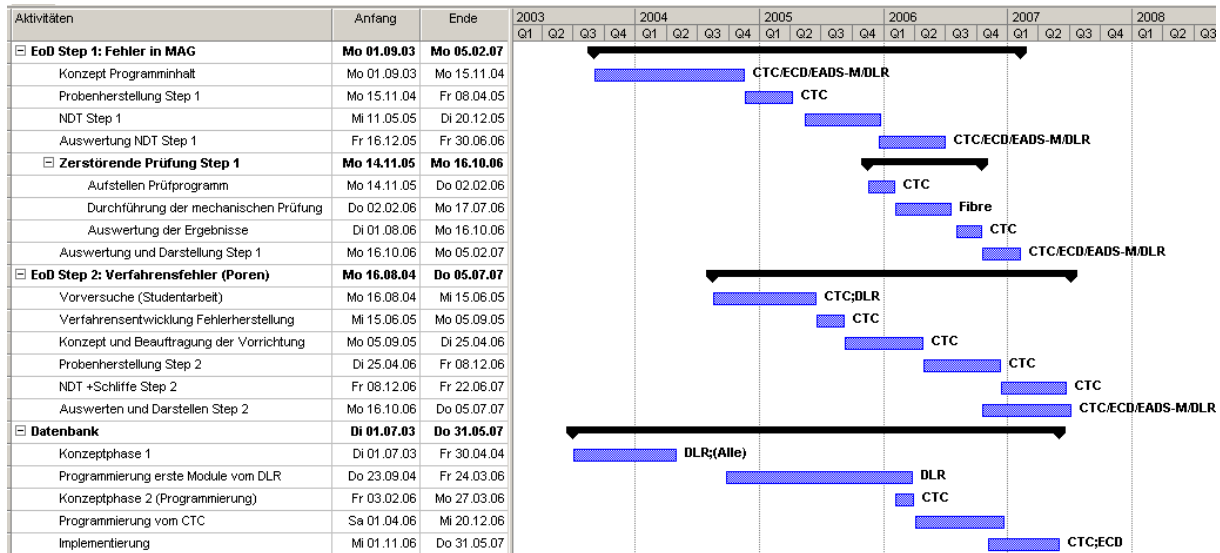 Aktivitäten Anfang Ende 2003 2004 2005 2006 2007 2008
Q1 Q2 Q3 Q4 Q1 Q2 Q3 Q4 Q1 Q2 Q3 Q4 Q1 Q2 Q3 Q4 Q1 Q2 Q3 Q4 Q1 Q2 Q3
EoD Step 1: Fehler in MAG Mo 01.09.03 Mo 05.02.07
Konzept Programminhalt Mo 01.09.03 Mo 15.11.04 CTC/ECD/EADS-M/DLR
Probenherstellung Step 1 Mo 15.11.04 Fr 08.04.05 CTC
NDT Step 1 Mi 11.05.05 Di 20.12.05
Auswertung NDT Step 1 Fr 16.12.05 Fr 30.06.06 CTC/ECD/EADS-M/DLR
Zerstörende Prüfung Step 1 Mo 14.11.05 Mo 16.10.06
Aufstellen Prüfprogramm Mo 14.11.05 Do 02.02.06 CTC
Durchführung der mechanischen Prüfung Do 02.02.06 Mo 17.07.06 Fibre
Auswertung der Ergebnisse Di 01.08.06 Mo 16.10.06 CTC
Auswertung und Darstellung Step 1 Mo 16.10.06 Mo 05.02.07 CTC/ECD/EADS-M/DLR
EoD Step 2: Verfahrensfehler (Poren) Mo 16.08.04 Do 05.07.07
Vorversuche (Studentarbeit) Mo 16.08.04 Mi 15.06.05 CTC;DLR
Verfahrensentwicklung Fehlerherstellung Mi 15.06.05 Mo 05.09.05 CTC
Konzept und Beauftragung der Vorrichtung Mo 05.09.05 Di 25.04.06 CTC
Probenherstellung Step 2 Di 25.04.06 Fr 08.12.06 CTC
NDT +Schliffe Step 2 Fr 08.12.06 Fr 22.06.07 CTC
Auswerten und Darstellen Step 2 Mo 16.10.06 Do 05.07.07 CTC/ECD/EADS-M/DLR
Datenbank Di 01.07.03 Do 31.05.07
Konzeptphase 1 Di 01.07.03 Fr 30.04.04 DLR;(Alle)
Programmierung erste Module vom DLR Do 23.09.04 Fr 24.03.06 DLR
Konzeptphase 2 (Programmierung) Fr 03.02.06 Mo 27.03.06 CTC
Programmierung vom CTC Sa 01.04.06 Mi 20.12.06
Implementierung Mi 01.11.06 Do 31.05.07 CTC;ECD